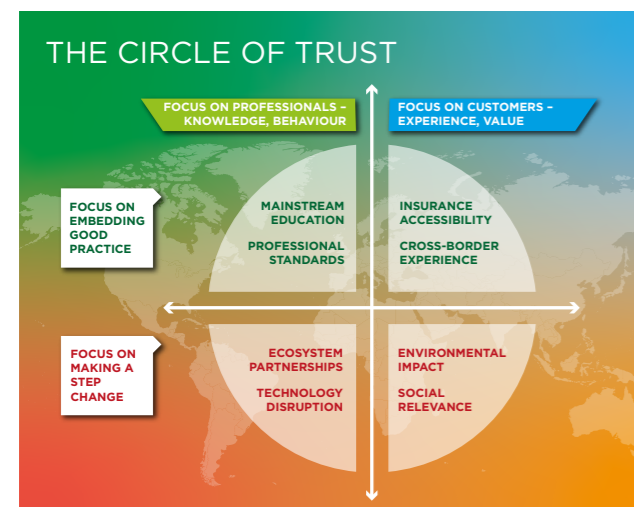 THE CIRCLE OF TRUST
FOCUS ON PROFESSIONALS –
KNOWLEDGE, BEHAVIOUR
FOCUS ON CUSTOMERS –
EXPERIENCE, VALUE
FOCUS ON
EMBEDDING
GOOD
PRACTICE
MAINSTREAM
EDUCATION
PROFESSIONAL
STANDARDS
INSURANCE
ACCESSIBILITY
CROSS-BORDER
EXPERIENCE
FOCUS ON
MAKING A
STEP
CHANGE
ECOSYSTEM
PARTNERSHIPS
TECHNOLOGY
DISRUPTION
ENVIRONMENTAL
IMPACT
SOCIAL
RELEVANCE